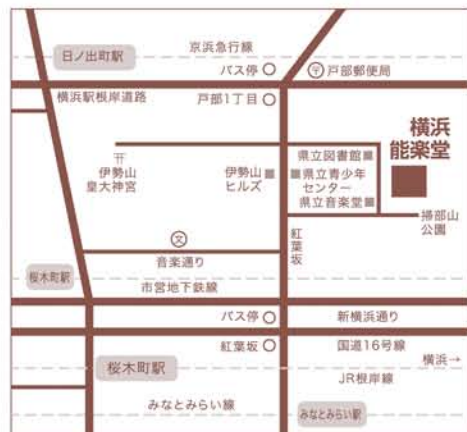 京浜急行線
日ノ出町駅
バス停
〒戸部郵便局
横浜駅根岸道路
戸部1丁目
横浜
能楽堂
県立図書館
伊勢山
皇大神宮
伊勢山
ヒルズ
県立青少年
センター
県立音楽堂
掃部山
公園
文
紅葉坂
音楽通り
桜木町駅
市営地下鉄線
バス停
新横浜通り
紅葉坂
国道16号線
横浜→
桜木町駅
JR根岸線
みなとみらい線
みなとみらい駅